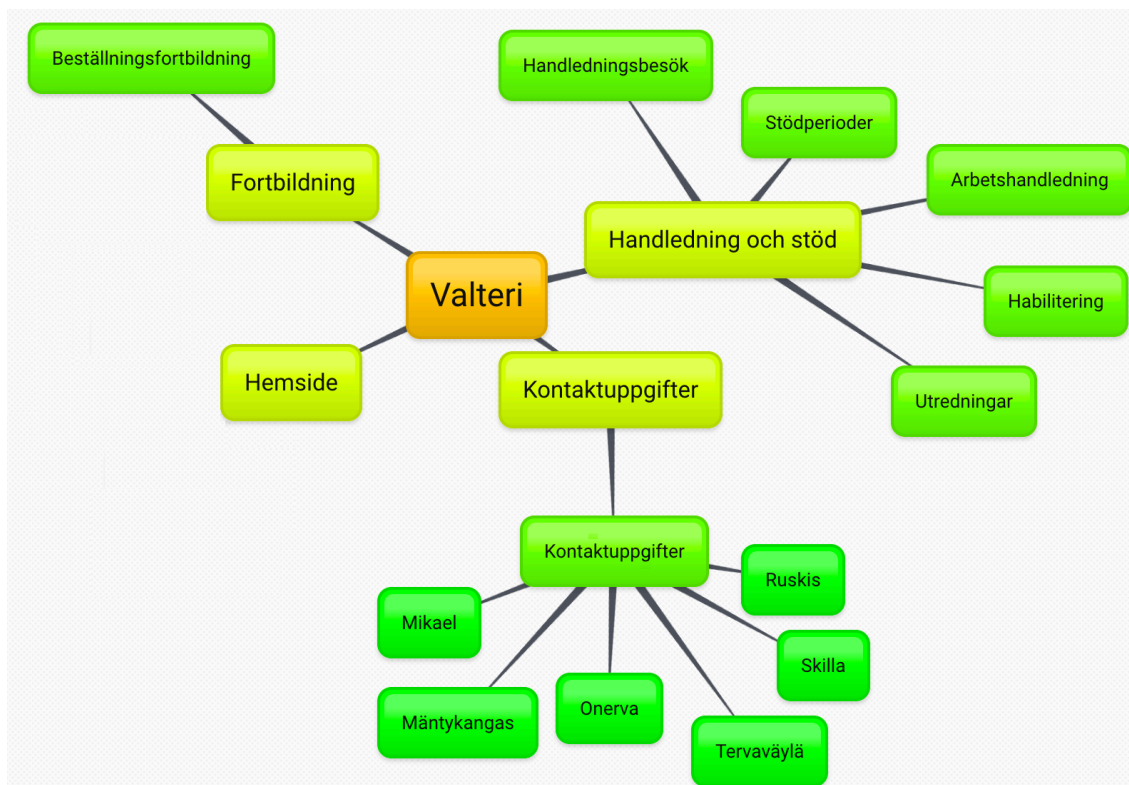 Beställningsfortbildning
Handledningsbesök
Stödperioder
Fortbildning
Arbetshandledning
Handledning och stöd
Valteri
Habilitering
Hemside
Kontaktuppgifter
Utredningar
Kontaktuppgifter
Ruskis
Mikael
Skilla
Mäntykangas
Onerva
Tervaväylä